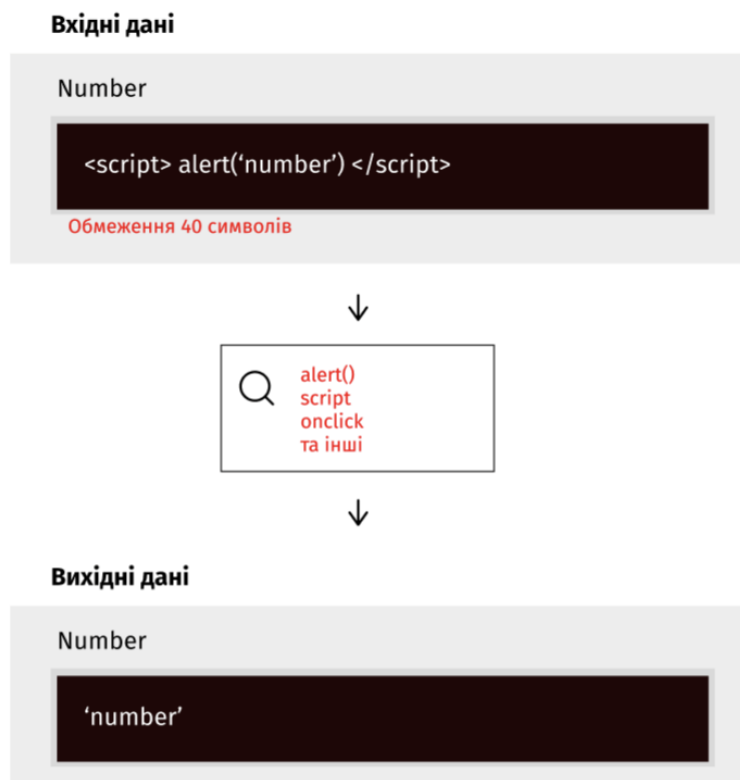 Вхідні дані
Number
<script> alert(‘number’) </script>
Обмеження 40 символів
alert()
script
onclick
та інші
Вихідні дані
Number
‘number’